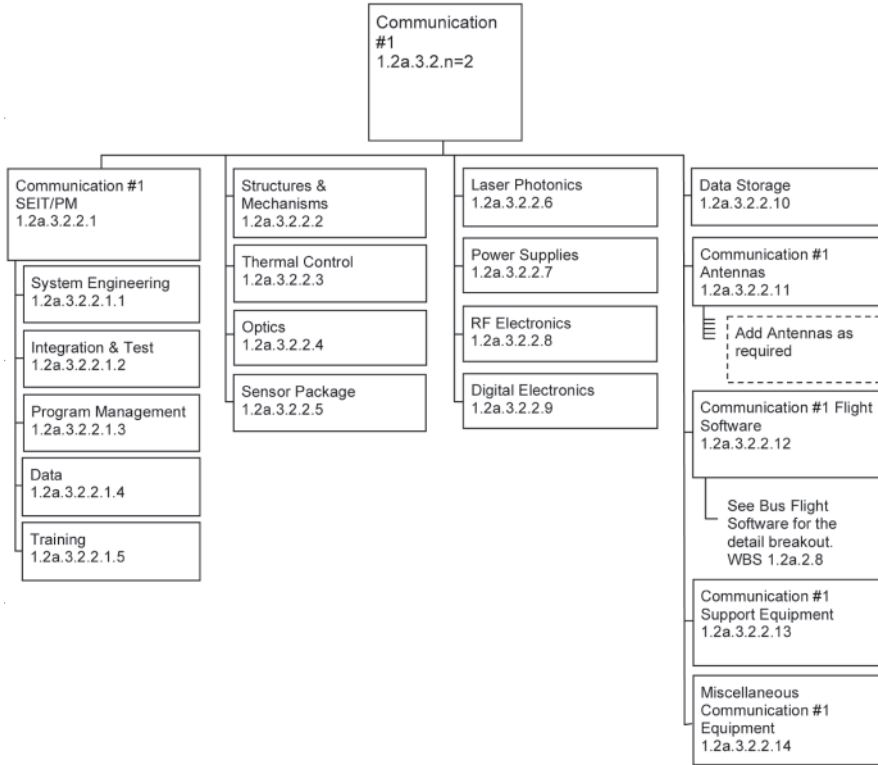 Communication
#1
1.2a.3.2.n=2
Communication #1
SEIT/PM
1.2a.3.2.2.1
System Engineering
1.2a.3.2.2.1.1
Integration & Test
1.2a.3.2.2.1.2
Program Management
1.2a.3.2.2.1.3
Data
1.2a.3.2.2.1.4
Training
1.2a.3.2.2.1.5
Structures &
Mechanisms
1.2a.3.2.2.2
Thermal Control
1.2a.3.2.2.3
Optics
1.2a.3.2.2.4
Sensor Package
1.2a.3.2.2.5
Laser Photonics
1.2a.3.2.2.6
Power Supplies
1.2a.3.2.2.7
RF Electronics
1.2a.3.2.2.8
Digital Electronics
1.2a.3.2.2.9
Data Storage
1.2a.3.2.2.10
Communication #1
Antennas
1.2a.3.2.2.11
Add Antennas as
required
Communication #1 Flight
Software
1.2a.3.2.2.12
See Bus Flight
Software for the
detail breakout.
WBS 1.2a.2.8
Communication #1
Support Equipment
1.2a.3.2.2.13
Miscellaneous
Communication #1
Equipment
1.2a.3.2.2.14